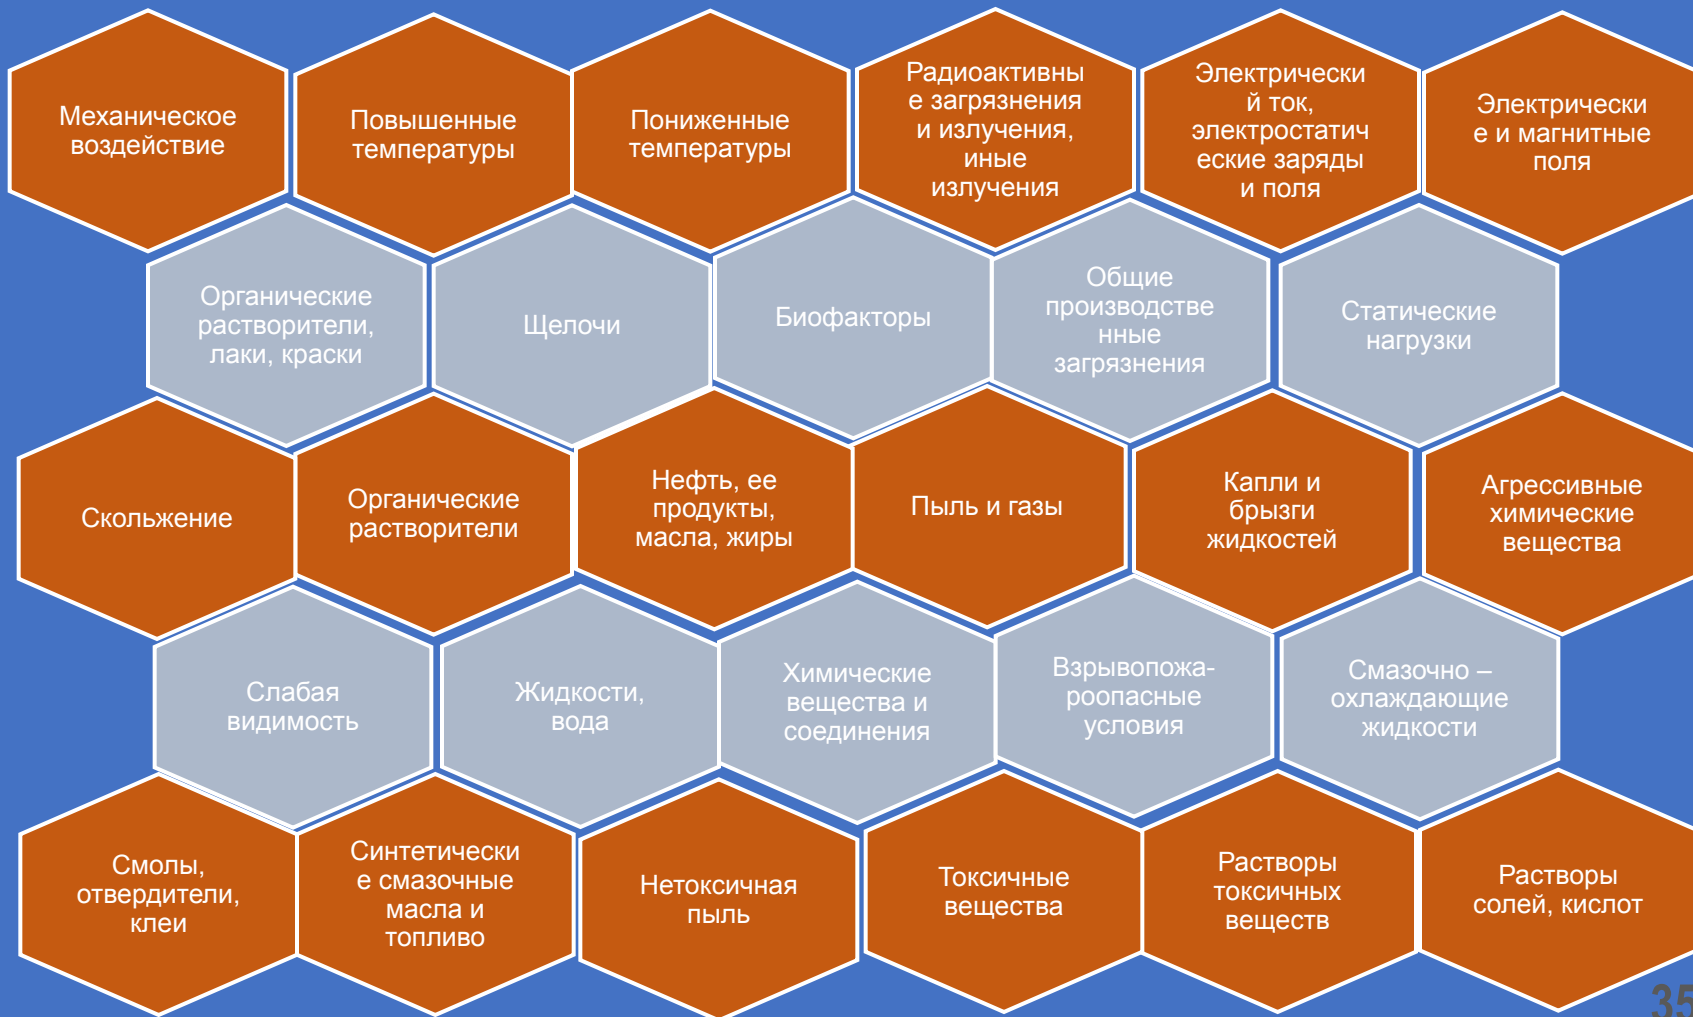 Механическое
воздействие
Повышенные
температуры
Пониженные
температуры
Радиоактивны
е загрязнения
и излучения,
иные
излучения
Электрически
й ток,
электростатич
еские заряды
и поля
Электрически
е и магнитные
поля
Органические
растворители,
лаки, краски
Щелочи
Биофакторы
Общие
производстве
нные
загрязнения
Статические
нагрузки
Скольжение
Органические
растворители
Нефть, ее
продукты,
масла, жиры
Пыль и газы
Капли и
брызги
жидкостей
Агрессивные
химические
вещества
Слабая
видимость
Жидкости,
вода
Химические
вещества и
соединения
Взрывопожа-
роопасные
условия
Смазочно –
охлаждающие
жидкости
Смолы,
отвердители,
клеи
Синтетически
е смазочные
масла и
топливо
Нетоксичная
пыль
Токсичные
вещества
Растворы
токсичных
веществ
Растворы
солей, кислот
35